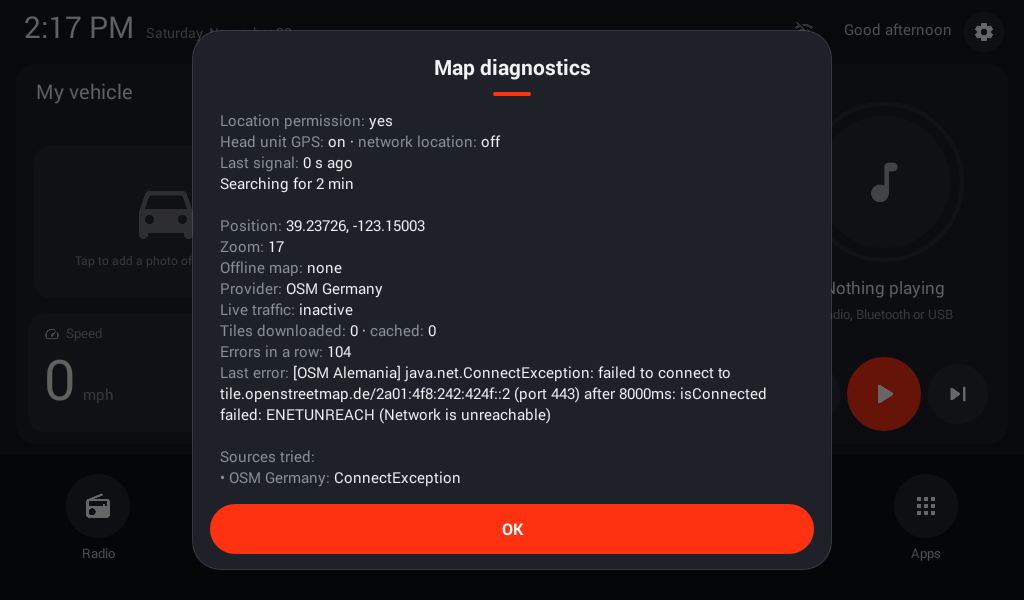 2:17 PM
Saturday,
Good afternoon
Map diagnostics
My vehicle
Location permission: yes
Head unit GPS: on · network location: off
Last signal: 0 s ago
Searching for 2 min
Position: 39.23726, -123.15003
Zoom: 17
Tap to add a photo of
Offline map: none
Provider: OSM Germany
Nothing playing
Live traffic: inactive
Bluetooth or USB
Speed
Tiles downloaded: 0 · cached: 0
Errors in a row: 104
Last error: [OSM Alemania] java.net.ConnectException: failed to connect to
tile.openstreetmap.de/2a01:4f8:242:424f::2 (port 443) after 8000ms: isConnected
failed: ENETUNREACH (Network is unreachable)
0 mph
Sources tried:
• OSM Germany: ConnectException
OK
Radio
Apps